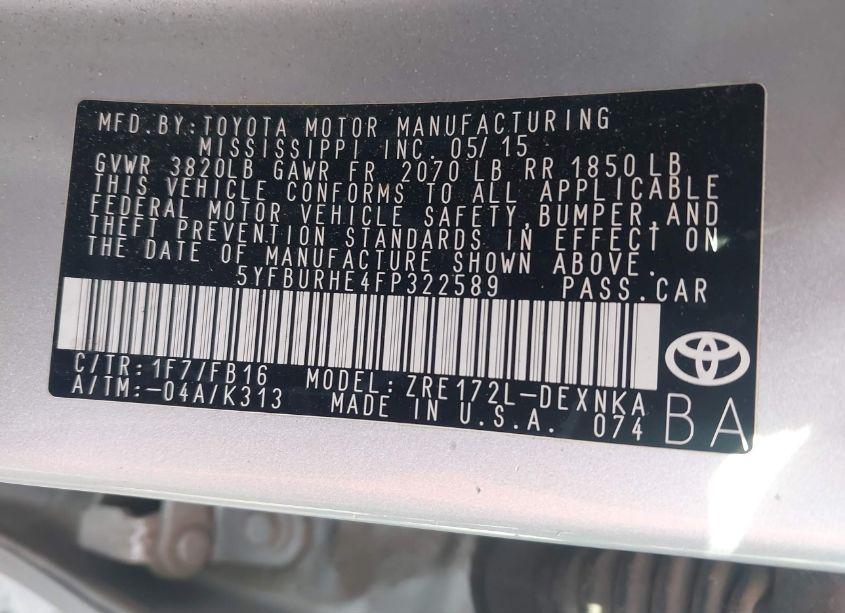 MFD.BY:TOYOTA MOTOR MANUFACTURING
MISSISSIPPI INC. 05/15
GVWR 3820LB GAWR FR 2070 LB RR 1850LB
THIS VEHICLE CONFORMS TO ALL APPLICABLE
FEDERAL MOTOR VEHICLE SAFETY, BUMPER, AND
THEFT PREVENTION STANDARDS IN EFFECT ON
THE DATE OF MANUFACTURE SHOWN ABOVE.
5YFBURHE4FP322589 PASS.CAR
C/TR: 1F7/FB16 MODEL: ZRE172L-DEXNKA
A/TM:-04A/K313 MADE IN U.S.A. 074
BA